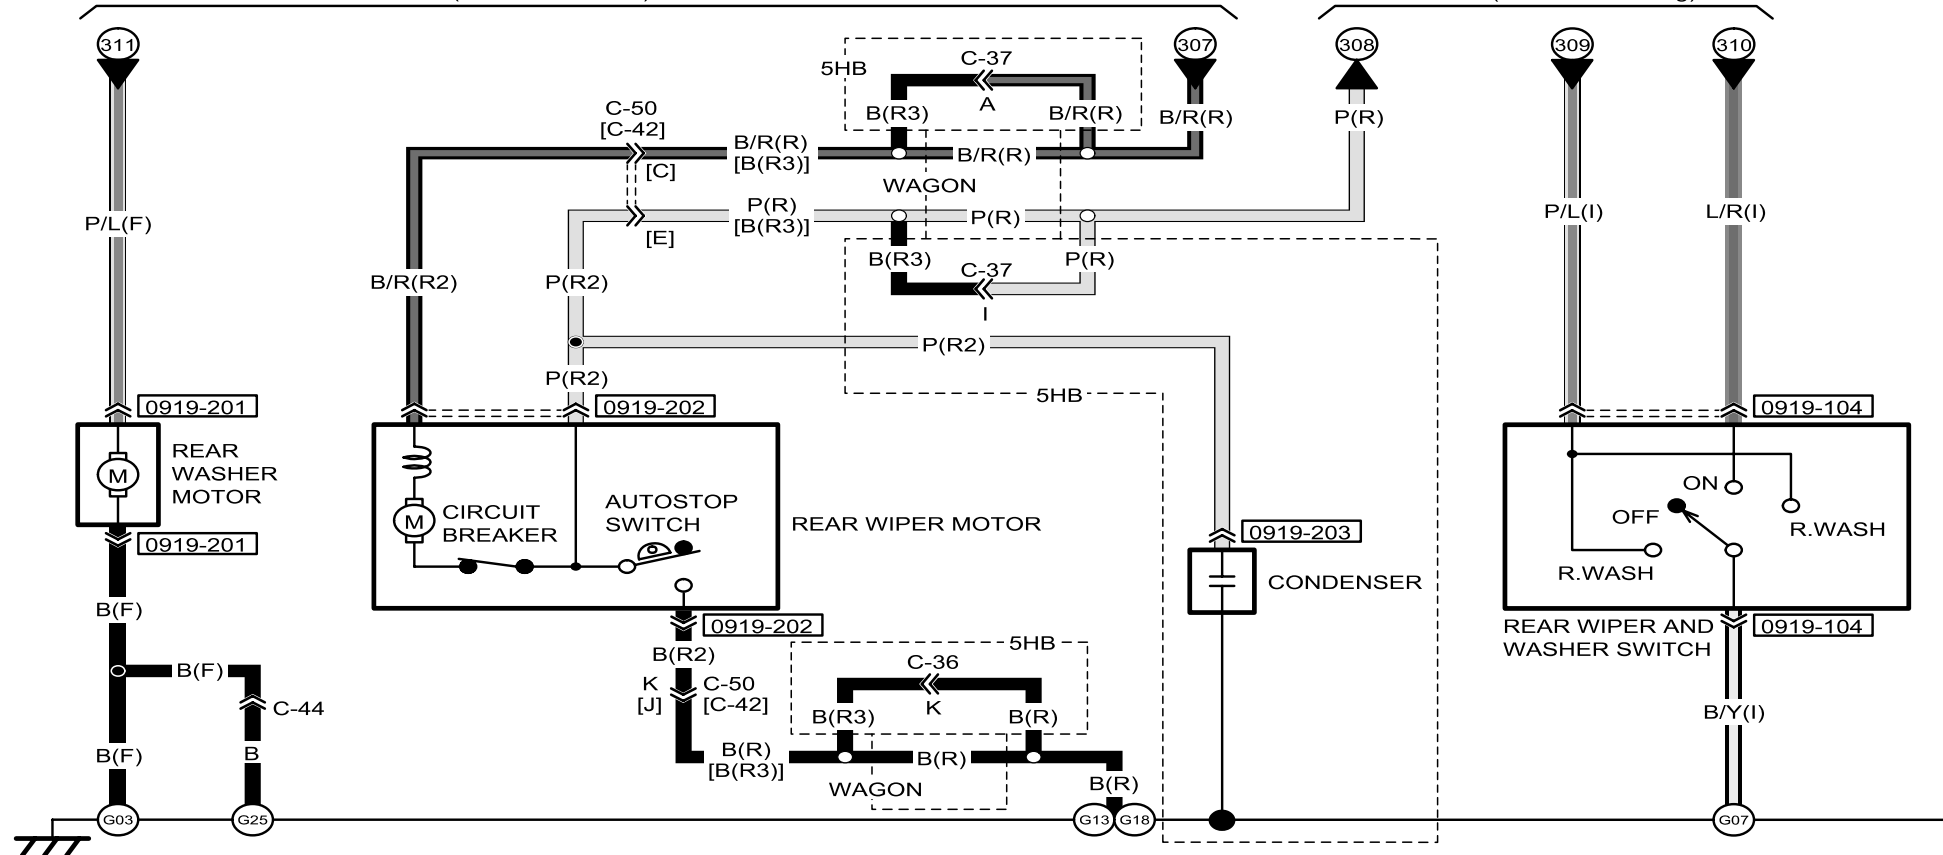 311
307
308
309
310
5HB
C-37
A
B(R3)
B/R(R)
B/R(R)
P(R)
C-50
[C-42]
B/R(R)
[B(R3)]
B/R(R)
[C]
WAGON
P(R)
[B(R3)]
P(R)
[E]
P/L(F)
P/L(I)
L/R(I)
B(R3)
C-37
P(R)
I
B/R(R2)
P(R2)
P(R2)
P(R2)
5HB
0919-201
0919-202
0919-104
REAR
WASHER
MOTOR
M
M
CIRCUIT
BREAKER
AUTOSTOP
SWITCH
REAR WIPER MOTOR
0919-203
CONDENSER
ON
OFF
R.WASH
R.WASH
0919-201
0919-202
0919-104
REAR WIPER AND
WASHER SWITCH
B(F)
B(R2)
5HB
C-36
K
B(F)
K
[J]
C-50
[C-42]
C-44
B(R3)
B(R)
B/Y(I)
B(F)
B
B(R)
[B(R3)]
B(R)
WAGON
B(R)
G03
G25
G13
G18
G07